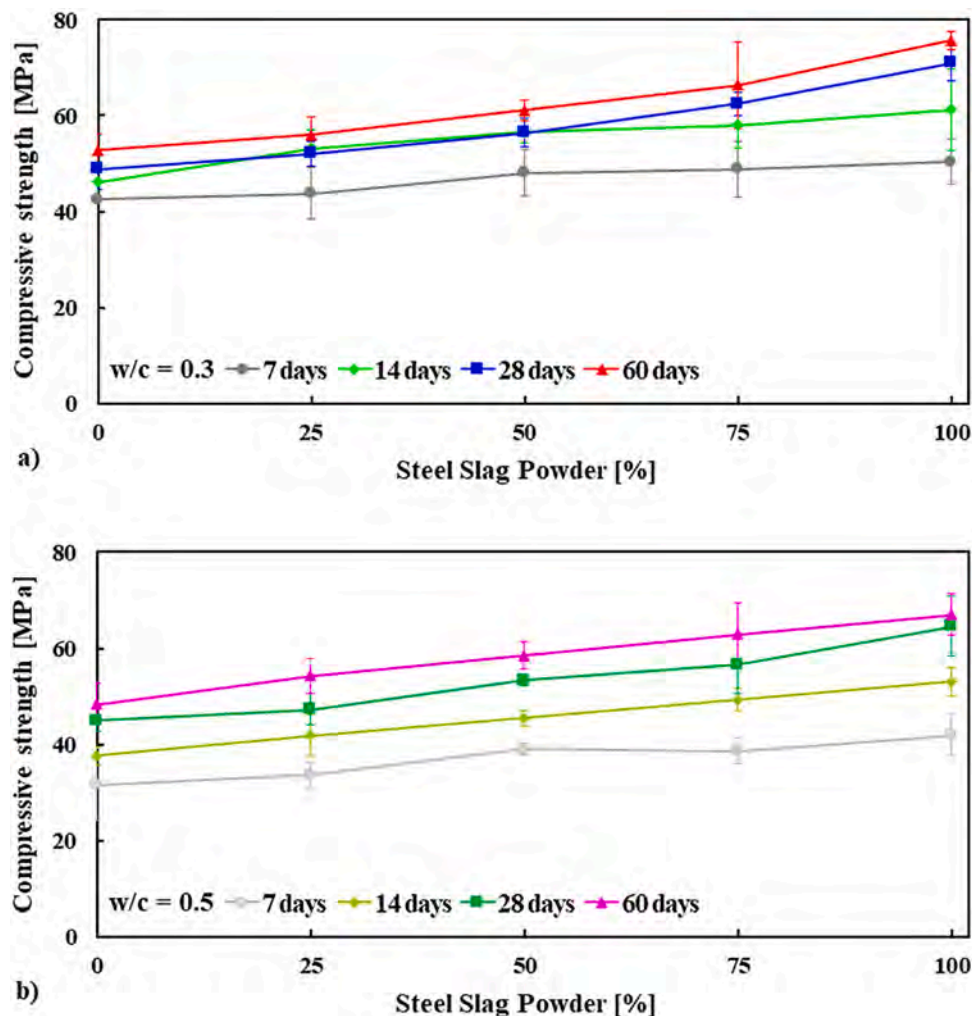 80
60
40
20
0
Compressive strength [MPa]
w/c = 0.3 7 days 14 days 28 days 60 days
0 25 50 75 100
a)
Steel Slag Powder [%]
80
60
40
20
0
Compressive strength [MPa]
w/c = 0.5 7 days 14 days 28 days 60 days
0 25 50 75 100
b)
Steel Slag Powder [%]